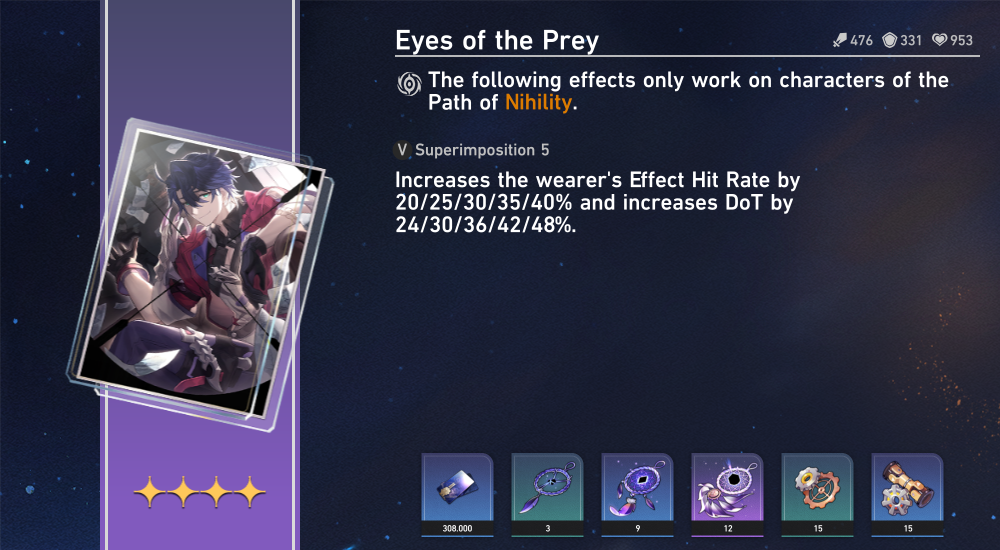 Eyes of the Prey
476 331 953
The following effects only work on characters of the
Path of Nihility.
V Superimposition 5
Increases the wearer's Effect Hit Rate by
20/25/30/35/40% and increases DoT by
24/30/36/42/48%.
308.000 3 9 12 15 15